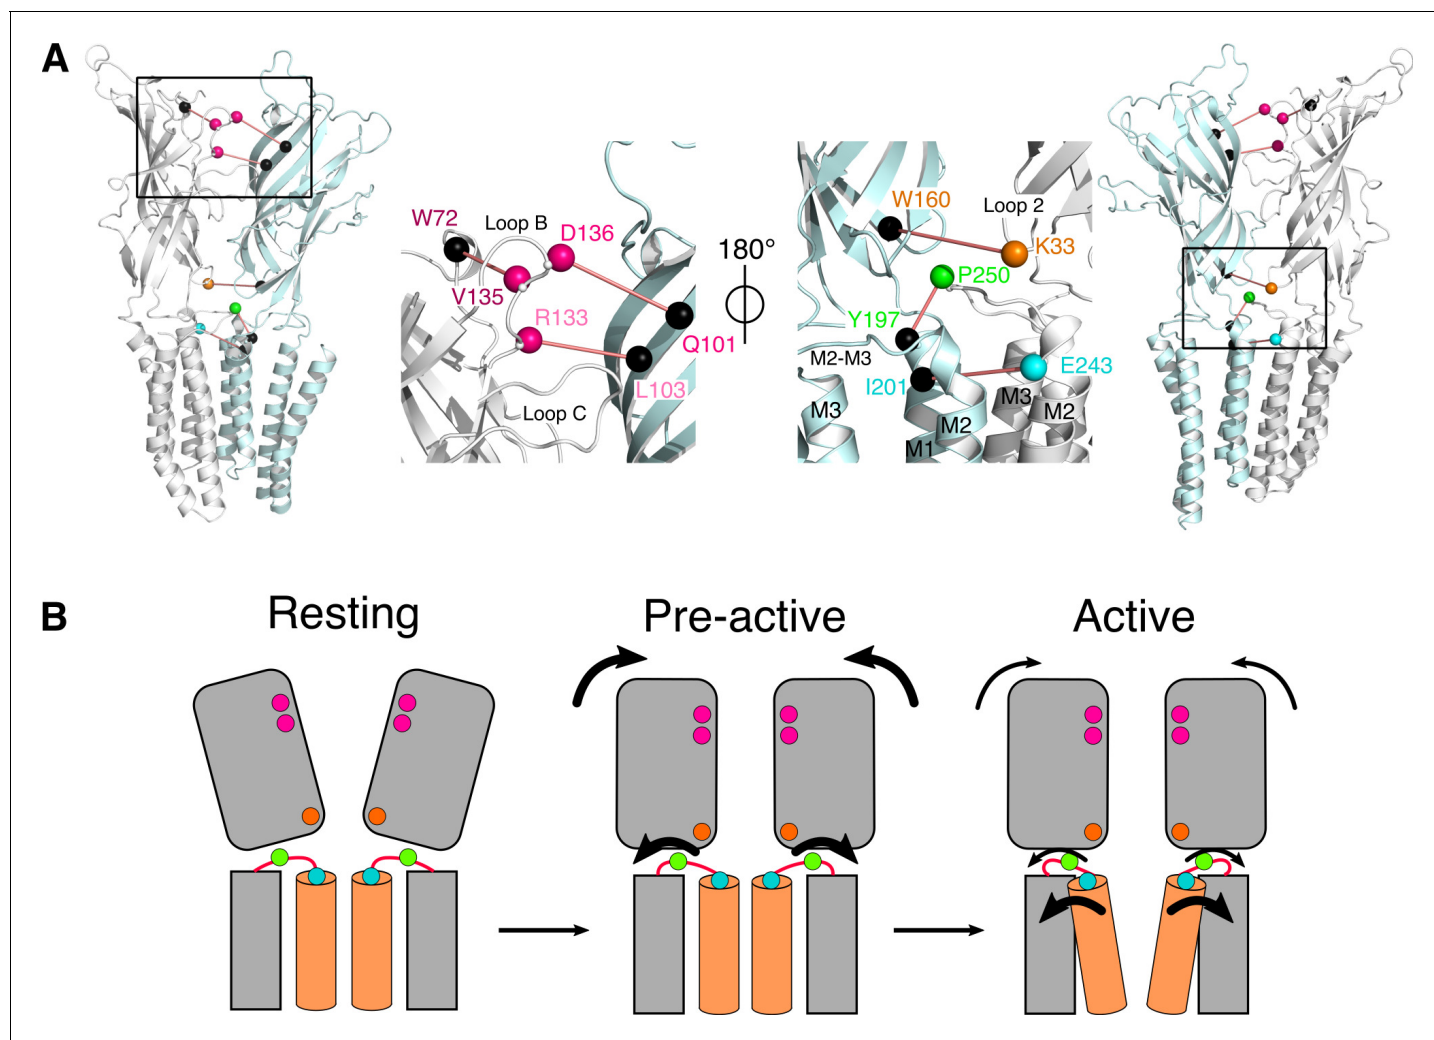 A
W72
Loop B
D136
V135
R133
Q101
L103
Loop C
180°
W160
Loop 2
K33
P250
Y197
M2-M3
I201
E243
M3
M3
M2
M2
M1
B
Resting
Pre-active
Active